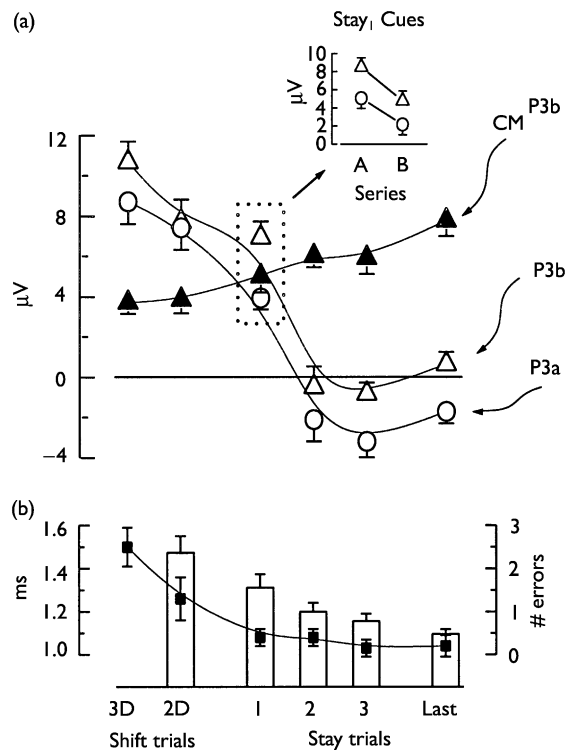 (a)
Stay₁ Cues
10
8
6
4
2
0
μV
A B
Series
CM P3b
12
8
4
0
−4
μV
P3b
P3a
(b)
1.6
1.4
1.2
1.0
ms
3
2
1
0
# errors
3D 2D 1 2 3 Last
Shift trials Stay trials